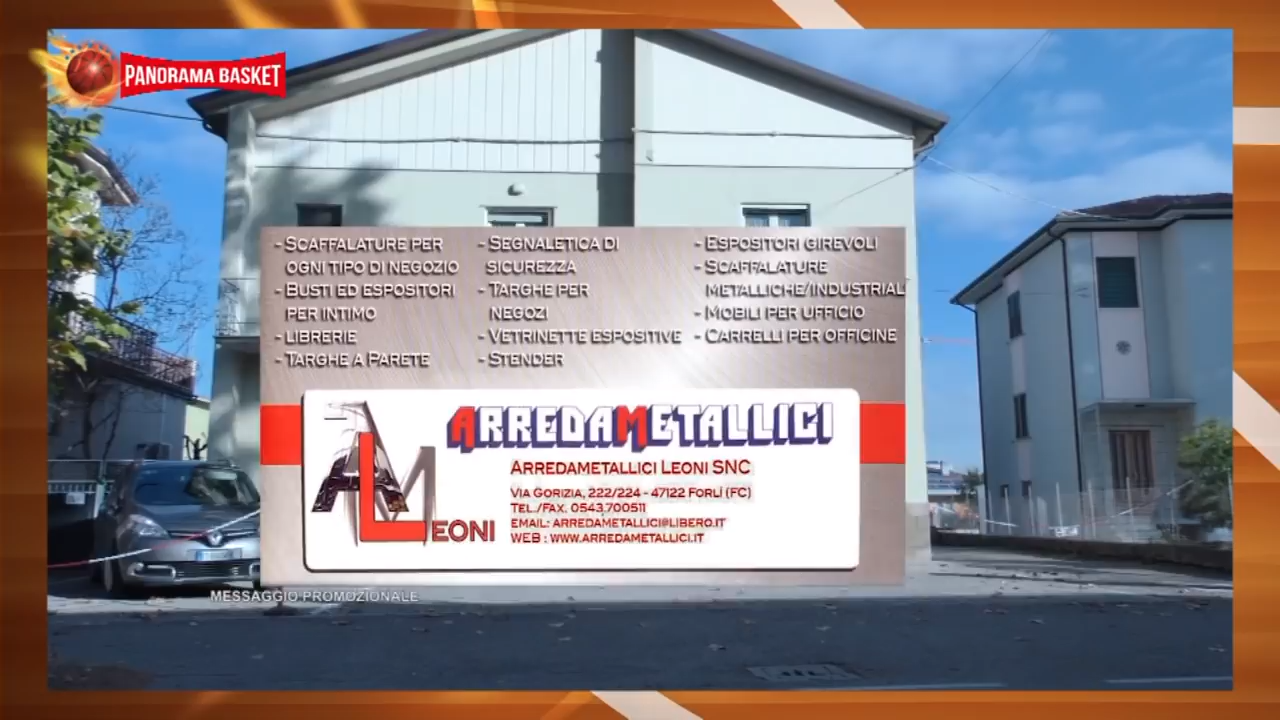 PANORAMA BASKET
- SCAFFALATURE PER
OGNI TIPO DI NEGOZIO
- BUSTI ED ESPOSITORI
PER INTIMO
- LIBRERIE
- TARGHE A PARETE
- SEGNALETICA DI
SICUREZZA
- TARGHE PER
NEGOZI
- VETRINETTE ESPOSITIVE
- STENDER
- ESPOSITORI GIREVOLI
- SCAFFALATURE
METALLICHE/INDUSTRIAL
- MOBILI PER UFFICIO
- CARRELLI PER OFFICINE
ARREDAMETALLICI
AM
LEONI
ARREDAMETALLICI LEONI SNC
VIA GORIZIA, 222/224 - 47122 FORLÌ (FC)
TEL./FAX. 0543.700511
EMAIL: ARREDAMETALLICI@LIBERO.IT
WEB : WWW.ARREDAMETALLICI.IT
MESSAGGIO PROMOZIONALE